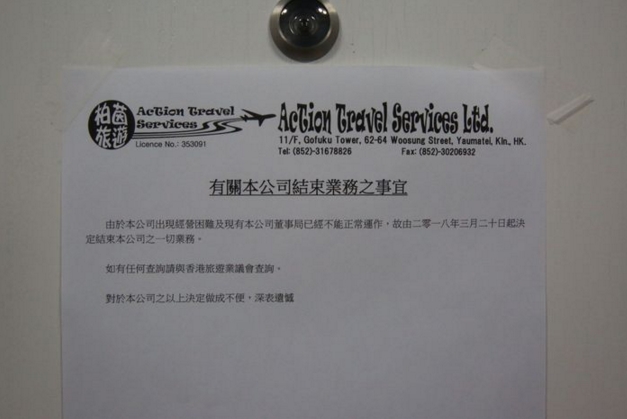 拍茵旅遊
Action Travel Services
Licence No.: 353091
Action Travel Services Ltd.
11/F, Gofuku Tower, 62-64 Woosung Street, Yaumatei, Kln., HK.
Tel: (852)-31678826 Fax: (852)-30206932
有關本公司結束業務之事宜
由於本公司出現經營困難及現有本公司董事局已經不能正常運作，故由二零一八年三月二十日起決
定結束本公司之一切業務。
如有任何查詢請與香港旅遊業議會查詢。
對於本公司之以上決定做成不便，深表遺憾